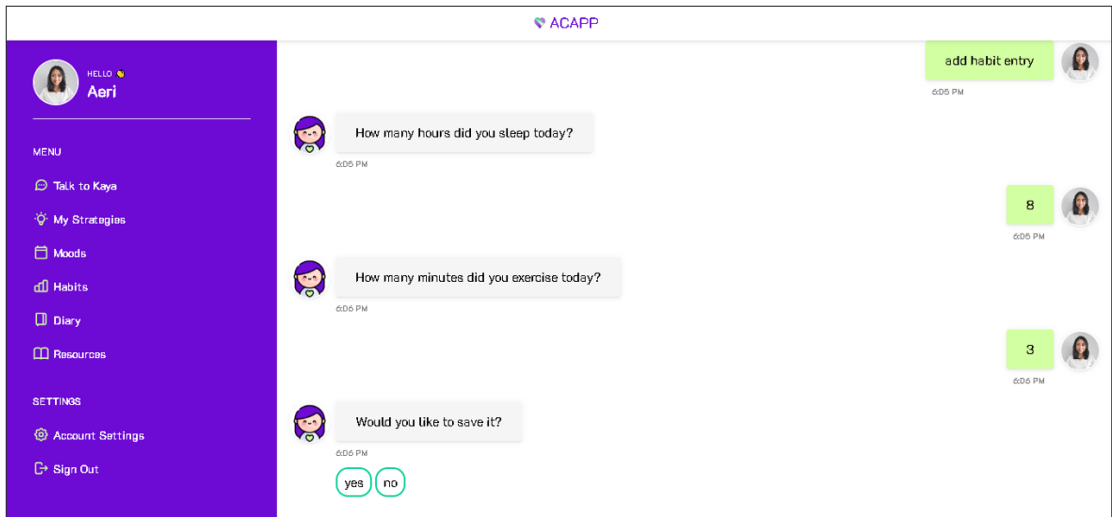 ACAPP
HELLO 👋
Aeri
MENU
Talk to Kaya
My Strategies
Moods
Habits
Diary
Resources
SETTINGS
Account Settings
Sign Out
add habit entry
6:05 PM
How many hours did you sleep today?
6:05 PM
8
6:05 PM
How many minutes did you exercise today?
6:06 PM
3
6:06 PM
Would you like to save it?
6:06 PM
yes no